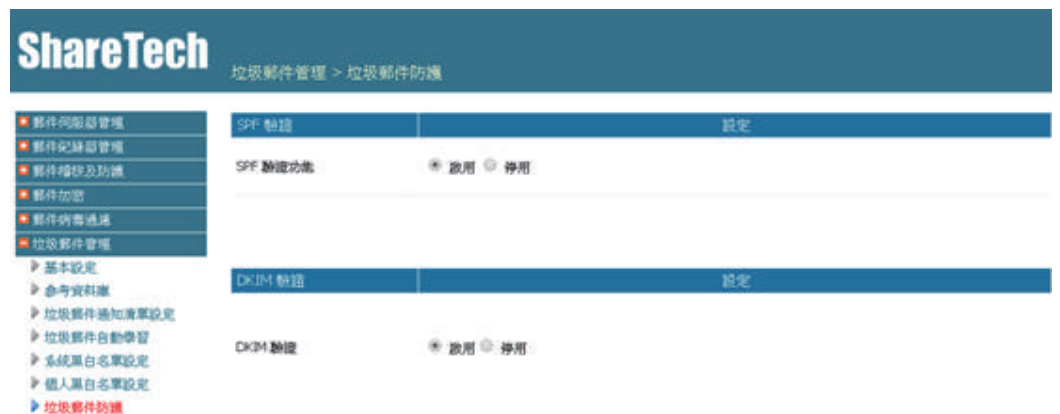 ShareTech
垃圾郵件管理 > 垃圾郵件防護
郵件伺服器管理
郵件記錄器管理
郵件稽核及防護
郵件加密
郵件病毒過濾
垃圾郵件管理
基本設定
參考資料庫
垃圾郵件通知清單設定
垃圾郵件自動學習
系統黑白名單設定
個人黑白名單設定
垃圾郵件防護
SPF 驗證 設定
SPF 驗證功能 啟用 停用
DKIM 驗證 設定
DKIM 驗證 啟用 停用